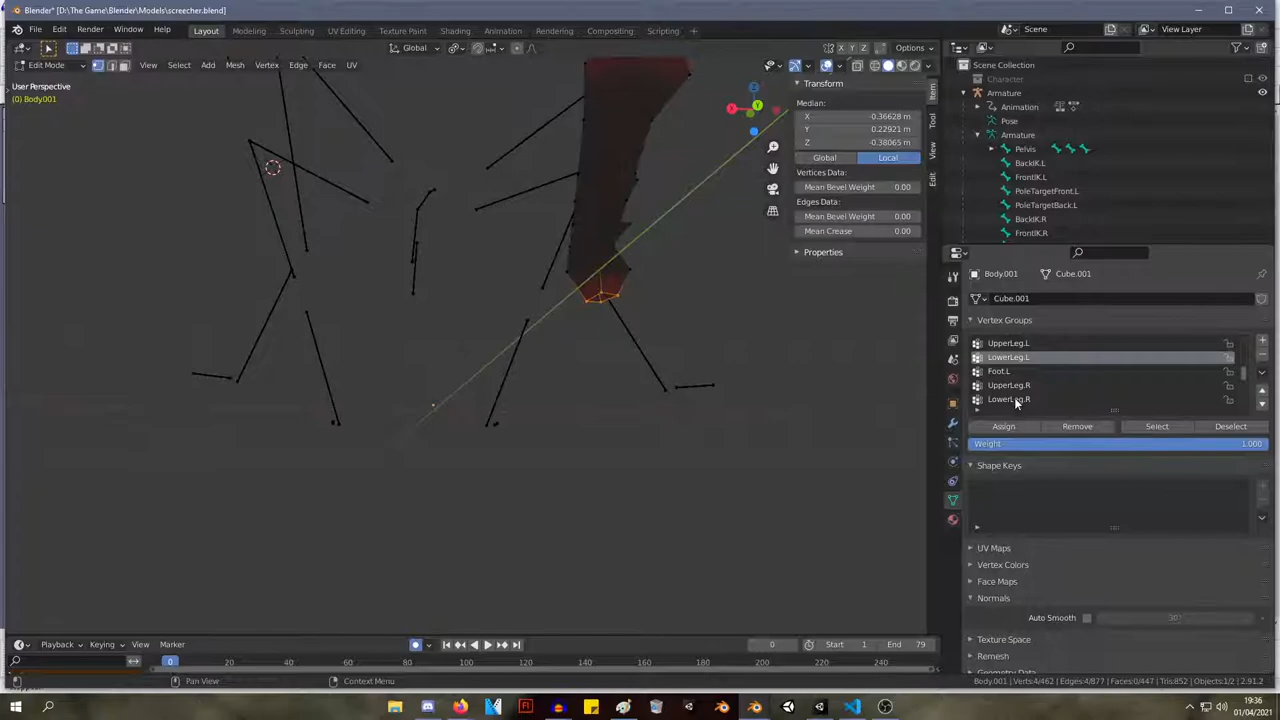 Blender* [D:\The Game\Blender\Models\screecher.blend]
File Edit Render Window Help Layout Modeling Sculpting UV Editing Texture Paint Shading Animation Rendering Compositing Scripting + Scene View Layer
Global X Y Z Options
Edit Mode View Select Add Mesh Vertex Edge Face UV
User Perspective
(0) Body001
Transform
Median:
X -0.36628 m
Y 0.22921 m
Z -0.38065 m
Global Local
Vertices Data:
Mean Bevel Weight 0.00
Edges Data:
Mean Bevel Weight 0.00
Mean Crease 0.00
Properties
Item
Tool
View
Edit
X Y Z
Scene Collection
Character
Armature
Animation
Pose
Armature
Pelvis
BackIK.L
FrontIK.L
PoleTargetFront.L
PoleTargetBack.L
BackIK.R
FrontIK.R
Body.001 Cube.001
Cube.001
Vertex Groups
UpperLeg.L
LowerLeg.L
Foot.L
UpperLeg.R
LowerLeg.R
Assign Remove Select Deselect
Weight 1.000
Shape Keys
UV Maps
Vertex Colors
Face Maps
Normals
Auto Smooth 30°
Texture Space
Remesh
Geometry Data
Playback Keying View Marker 0 Start 1 End 79
0 20 40 60 80 100 120 140 160 180 200 220 240
Pan View Context Menu Body.001 | Verts:4/462 | Edges:4/877 | Faces:0/447 | Tris:852 | Objects:1/2 | 2.91.2
19:36
01/04/2021